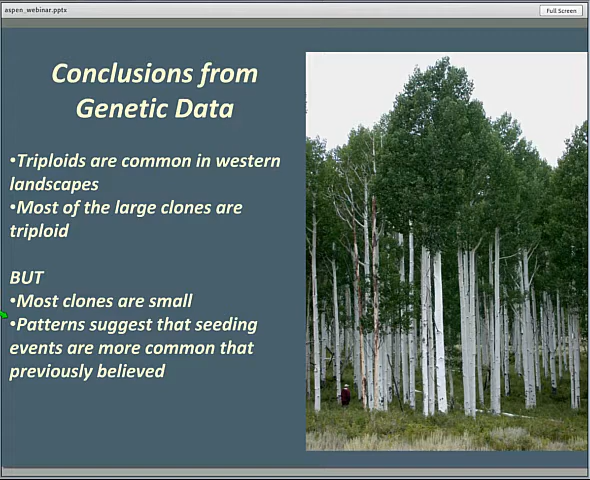 aspen_webinar.pptx
Full Screen
Conclusions from
Genetic Data
•Triploids are common in western
landscapes
•Most of the large clones are
triploid
BUT
•Most clones are small
•Patterns suggest that seeding
events are more common that
previously believed